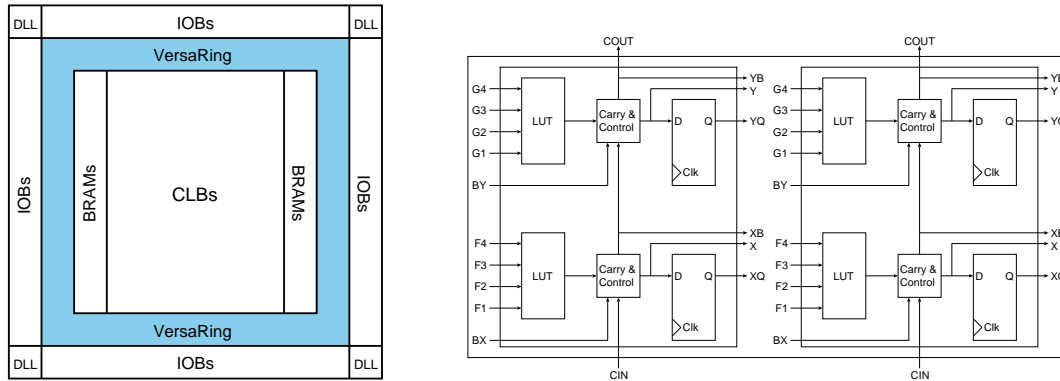 DLL IOBs DLL
VersaRing
IOBs BRAMs CLBs BRAMs IOBs
VersaRing
DLL IOBs DLL
COUT COUT
YB YB
G4 Y G4 Y
G3 G3
LUT Carry & Control D Q YQ LUT Carry & Control D Q
G2 G2
G1 G1
Clk Clk
BY BY
XB XB
F4 X F4 X
F3 F3
LUT Carry & Control D Q XQ LUT Carry & Control D Q
F2 F2
F1 F1
Clk Clk
BX BX
CIN CIN